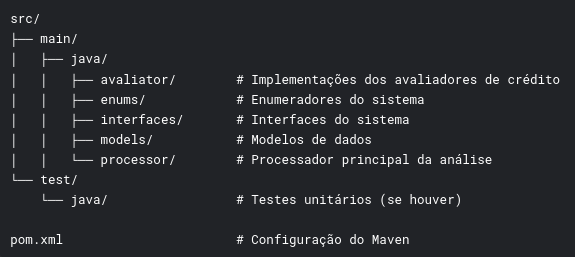 src/
├── main/
│   ├── java/
│   │   ├── avaliator/        # Implementações dos avaliadores de crédito
│   │   ├── enums/            # Enumeradores do sistema
│   │   ├── interfaces/       # Interfaces do sistema
│   │   ├── models/           # Modelos de dados
│   │   └── processor/        # Processador principal da análise
└── test/
    └── java/                 # Testes unitários (se houver)
pom.xml                       # Configuração do Maven